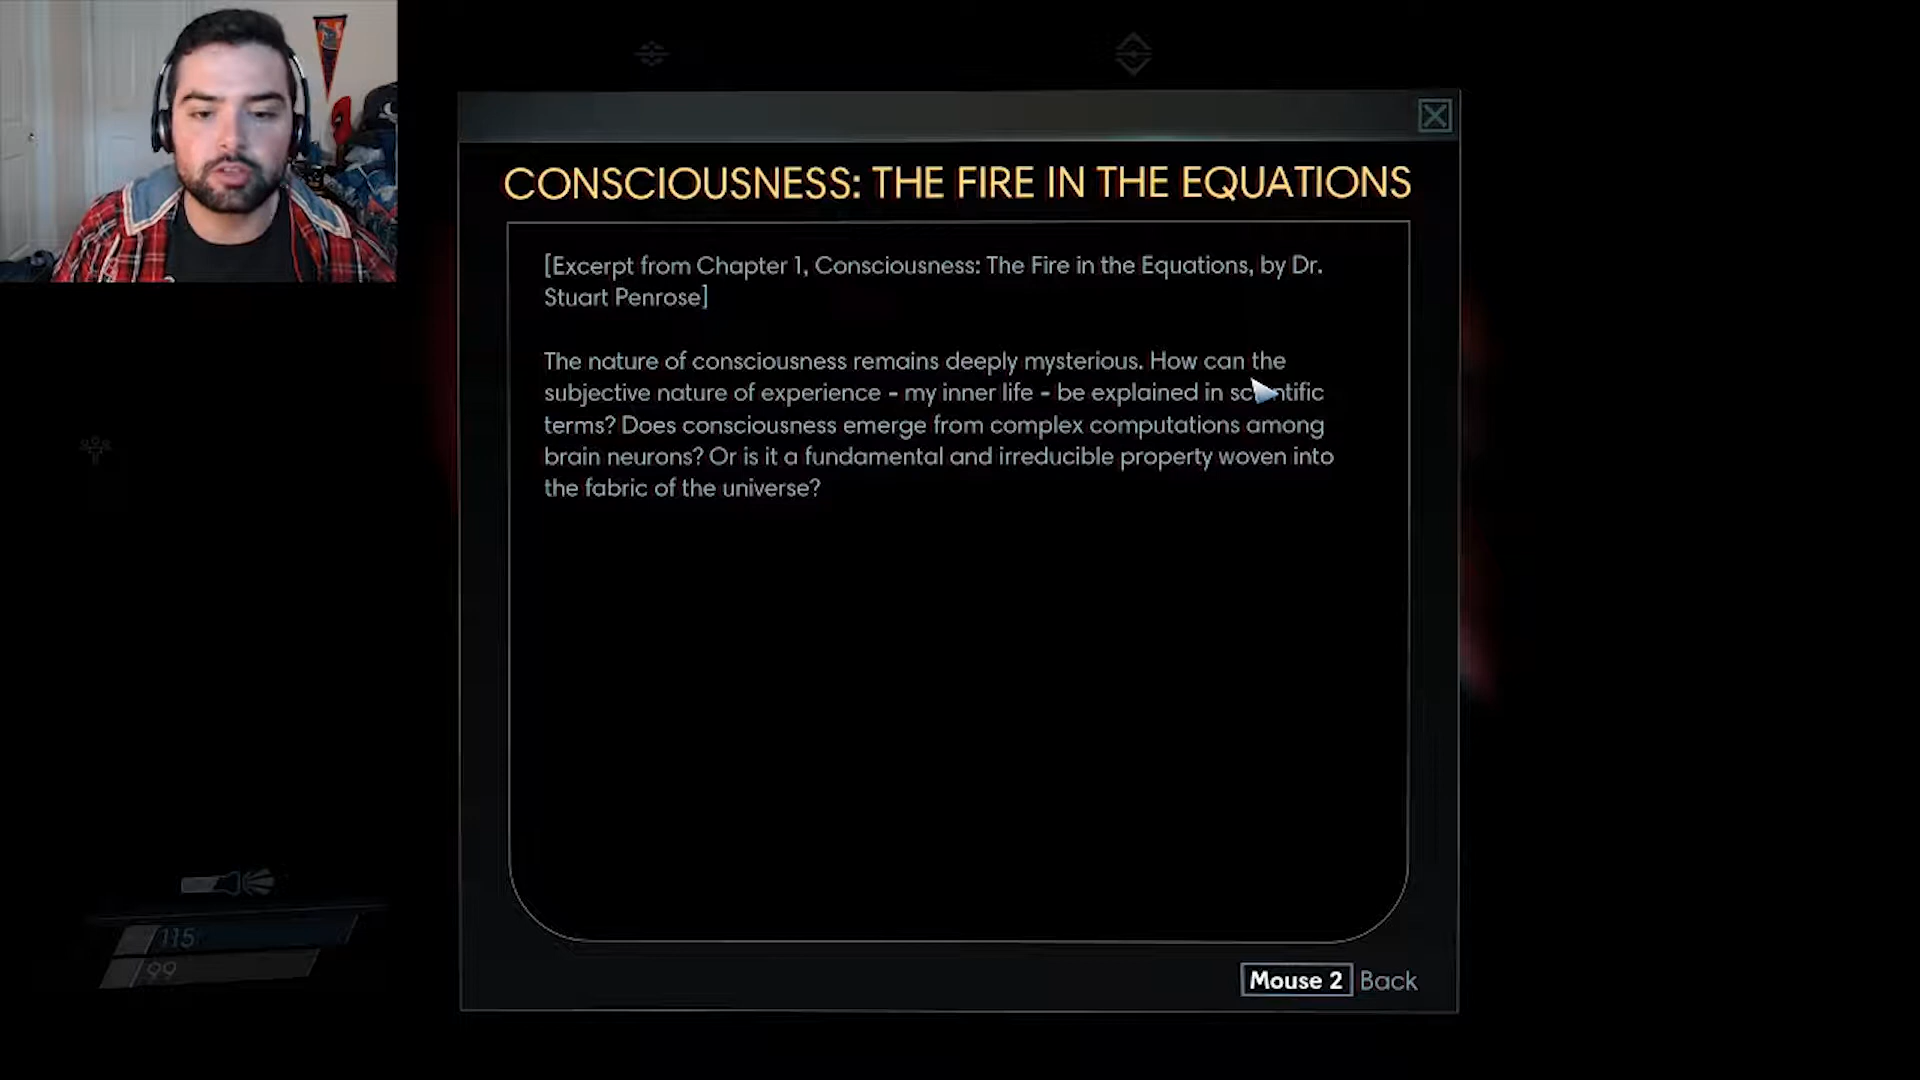 CONSCIOUSNESS: THE FIRE IN THE EQUATIONS
[Excerpt from Chapter 1, Consciousness: The Fire in the Equations, by Dr.
Stuart Penrose]
The nature of consciousness remains deeply mysterious. How can the
subjective nature of experience - my inner life - be explained in scientific
terms? Does consciousness emerge from complex computations among
brain neurons? Or is it a fundamental and irreducible property woven into
the fabric of the universe?
115
99
Mouse 2 Back